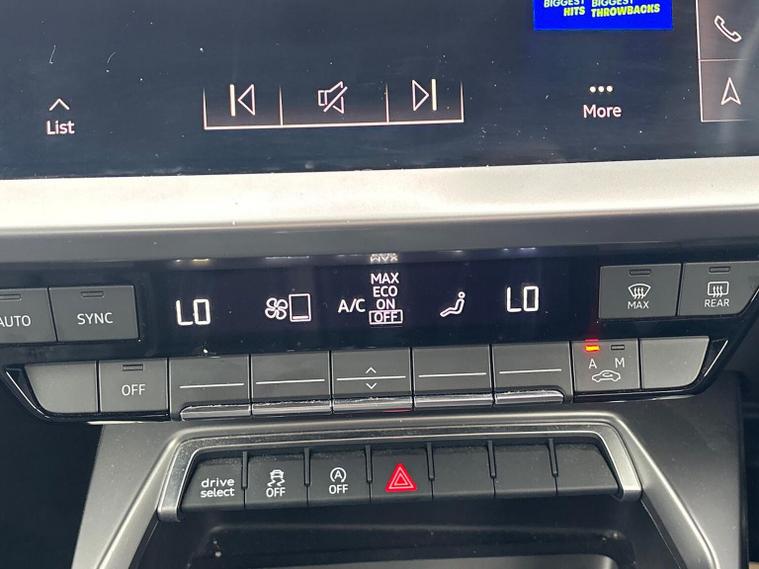 BIGGEST BIGGEST
HITS THROWBACKS
List
More
AUTO
SYNC
LO
A/C
MAX
ECO
ON
OFF
LO
MAX
REAR
OFF
A M
drive
select
OFF
A
OFF